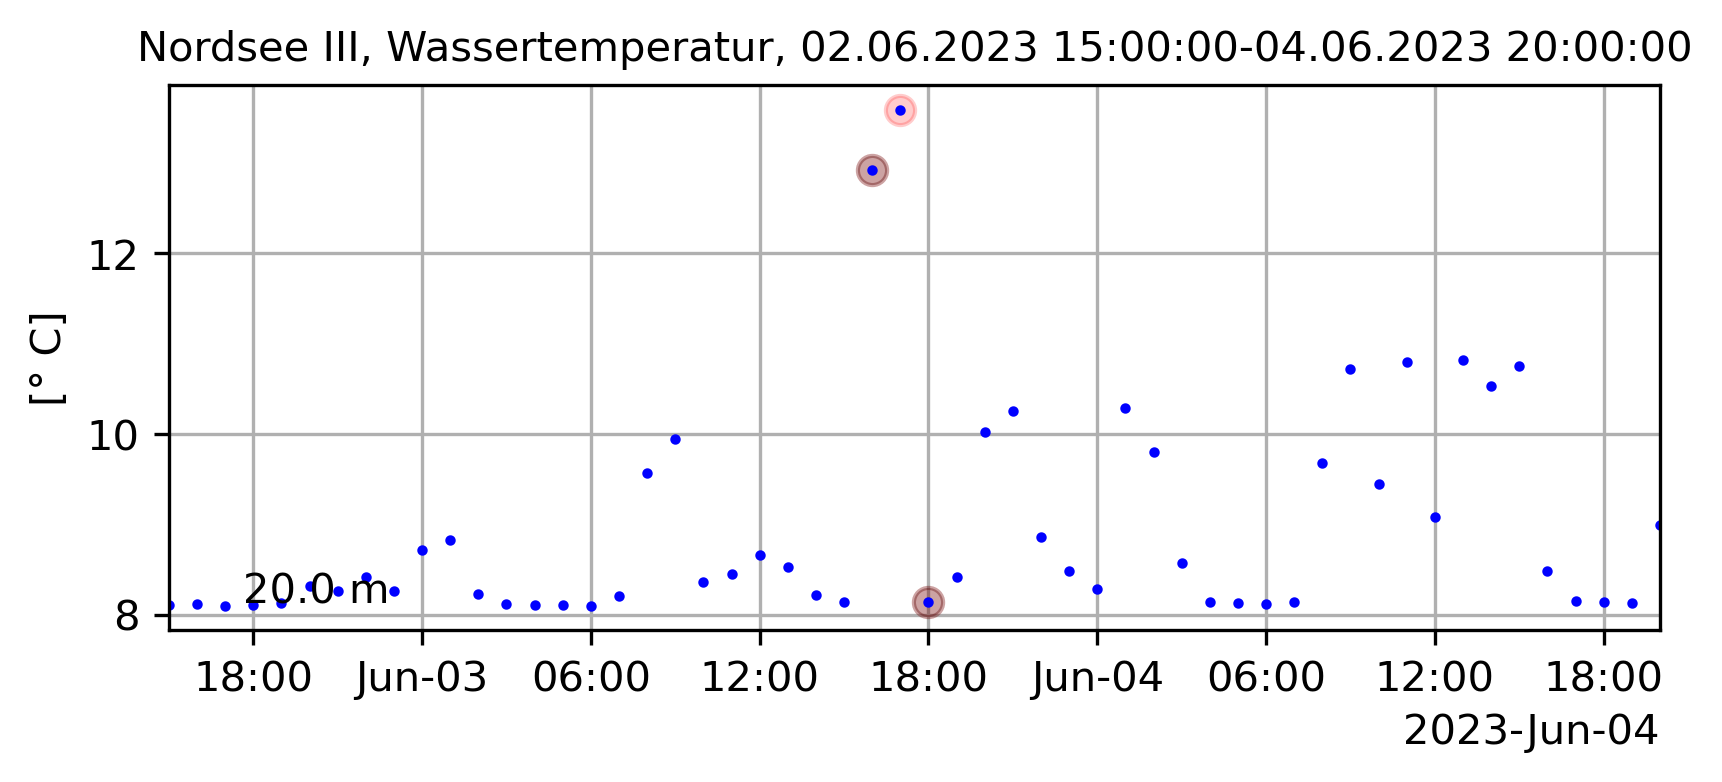 Nordsee III, Wassertemperatur, 02.06.2023 15:00:00-04.06.2023 20:00:00
[° C]
12
10
8
20.0 m
18:00 Jun-03 06:00 12:00 18:00 Jun-04 06:00 12:00 18:00
2023-Jun-04